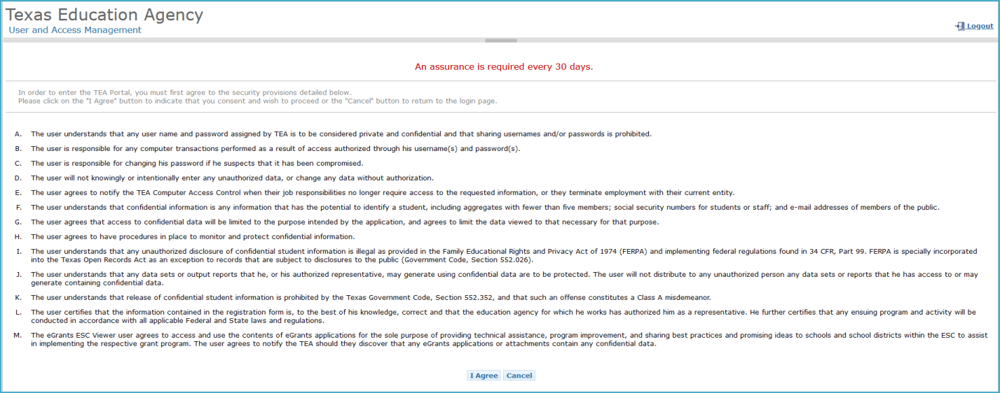 Texas Education Agency
User and Access Management
Logout
An assurance is required every 30 days.
In order to enter the TEA Portal, you must first agree to the security provisions detailed below.
Please click on the "I Agree" button to indicate that you consent and wish to proceed or the "Cancel" button to return to the login page.
A. The user understands that any user name and password assigned by TEA is to be considered private and confidential and that sharing usernames and/or passwords is prohibited.
B. The user is responsible for any computer transactions performed as a result of access authorized through his username(s) and password(s).
C. The user is responsible for changing his password if he suspects that it has been compromised.
D. The user will not knowingly or intentionally enter any unauthorized data, or change any data without authorization.
E. The user agrees to notify the TEA Computer Access Control when their job responsibilities no longer require access to the requested information, or they terminate employment with their current entity.
F. The user understands that confidential information is any information that has the potential to identify a student, including aggregates with fewer than five members; social security numbers for students or staff; and e-mail addresses of members of the public.
G. The user agrees that access to confidential data will be limited to the purpose intended by the application, and agrees to limit the data viewed to that necessary for that purpose.
H. The user agrees to have procedures in place to monitor and protect confidential information.
I. The user understands that any unauthorized disclosure of confidential student information is illegal as provided in the Family Educational Rights and Privacy Act of 1974 (FERPA) and implementing federal regulations found in 34 CFR, Part 99. FERPA is specially incorporated
into the Texas Open Records Act as an exception to records that are subject to disclosures to the public (Government Code, Section 552.026).
J. The user understands that any data sets or output reports that he, or his authorized representative, may generate using confidential data are to be protected. The user will not distribute to any unauthorized person any data sets or reports that he has access to or may
generate containing confidential data.
K. The user understands that release of confidential student information is prohibited by the Texas Government Code, Section 552.352, and that such an offense constitutes a Class A misdemeanor.
L. The user certifies that the information contained in the registration form is, to the best of his knowledge, correct and that the education agency for which he works has authorized him as a representative. He further certifies that any ensuing program and activity will be
conducted in accordance with all applicable Federal and State laws and regulations.
M. The eGrants ESC Viewer user agrees to access and use the contents of eGrants applications for the sole purpose of providing technical assistance, program improvement, and sharing best practices and promising ideas to schools and school districts within the ESC to assist
in implementing the respective grant program. The user agrees to notify the TEA should they discover that any eGrants applications or attachments contain any confidential data.
I Agree Cancel